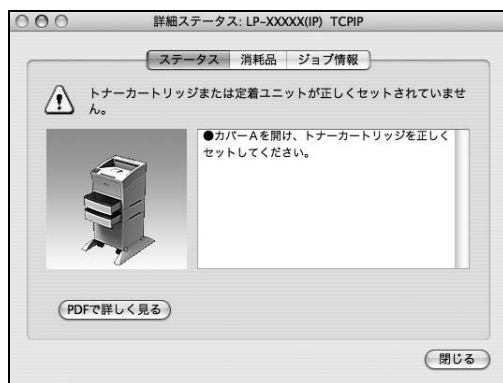 詳細ステータス: LP-XXXXX(IP) TCPIP
ステータス 消耗品 ジョブ情報
トナーカートリッジまたは定着ユニットが正しくセットされていませ
ん。
●カバーAを開け、トナーカートリッジを正しく
セットしてください。
PDFで詳しく見る
閉じる